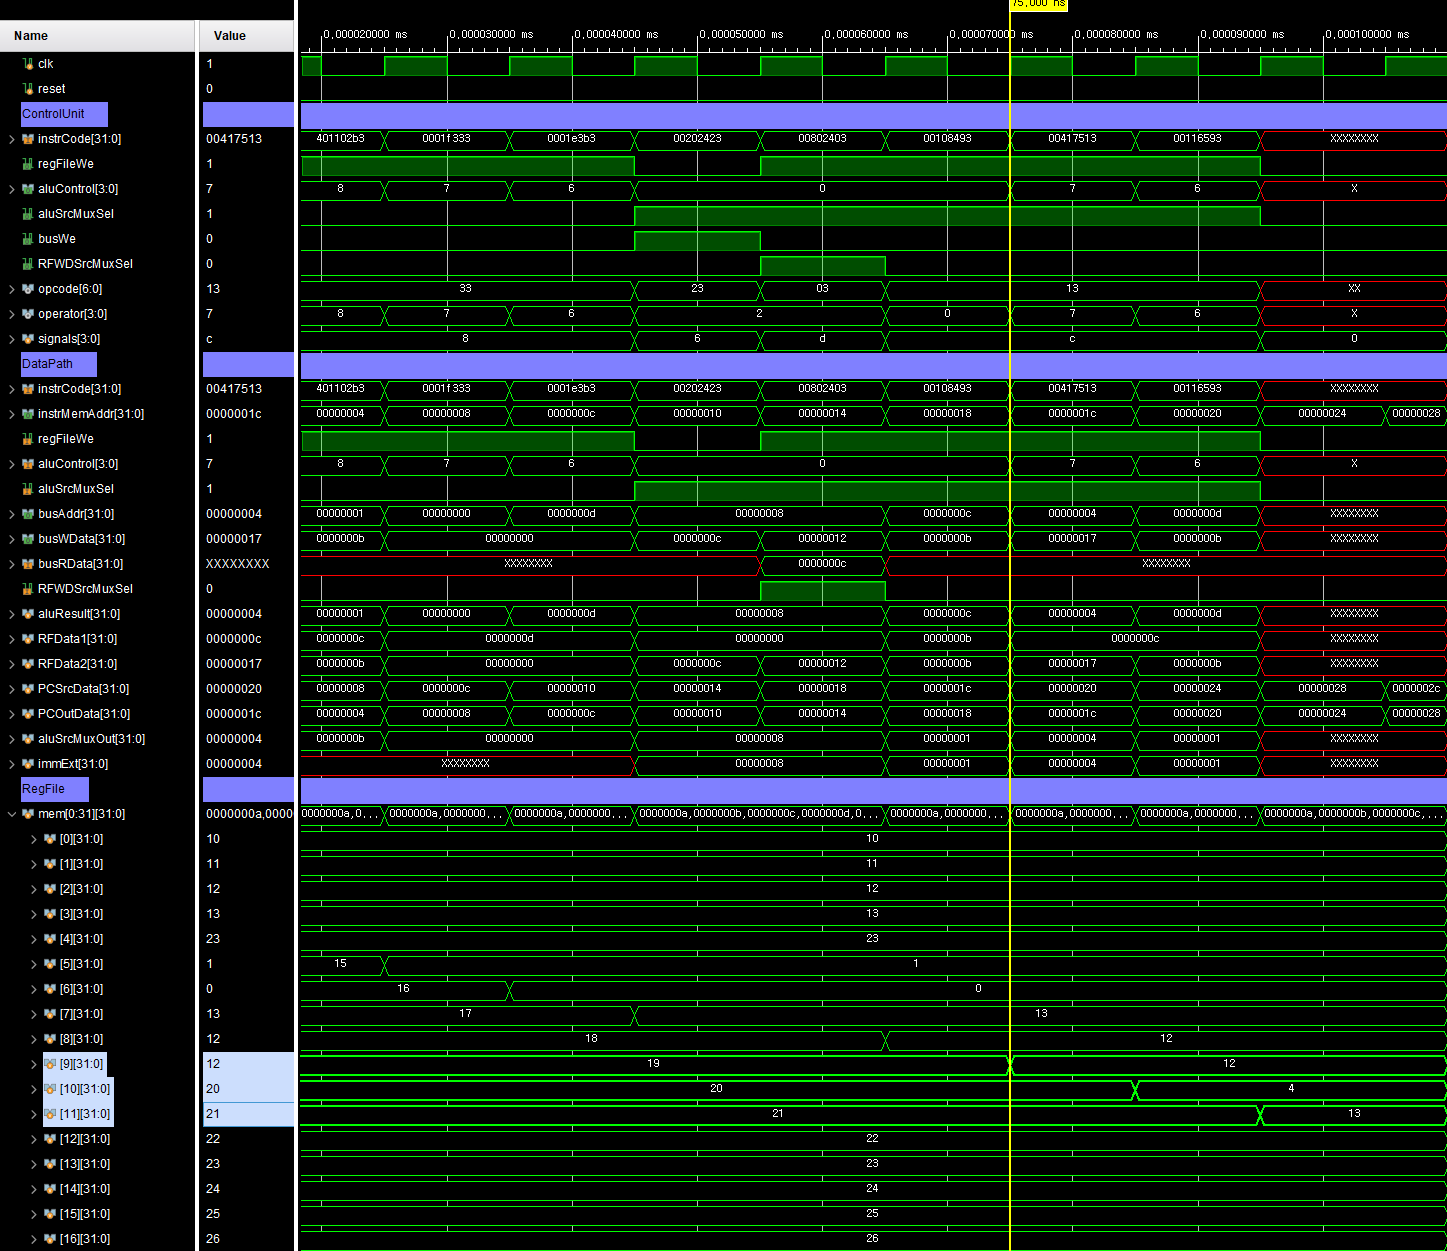 75,000 ns
Name Value 0,000020000 ms 0,000030000 ms 0,000040000 ms 0,000050000 ms 0,000060000 ms 0,000070000 ms 0,000080000 ms 0,000090000 ms 0,000100000 ms
clk 1
reset 0
ControlUnit
instrCode[31:0] 00417513 401102b3 0001f333 0001e3b3 00202423 00802403 00108493 00417513 00116593 XXXXXXXX
regFileWe 1
aluControl[3:0] 7 8 7 6 0 7 6 X
aluSrcMuxSel 1
busWe 0
RFWDSrcMuxSel 0
opcode[6:0] 13 33 23 03 13 XX
operator[3:0] 7 8 7 6 2 0 7 6 X
signals[3:0] c 8 6 d c 0
DataPath
instrCode[31:0] 00417513 401102b3 0001f333 0001e3b3 00202423 00802403 00108493 00417513 00116593 XXXXXXXX
instrMemAddr[31:0] 0000001c 00000004 00000008 0000000c 00000010 00000014 00000018 0000001c 00000020 00000024 00000028
regFileWe 1
aluControl[3:0] 7 8 7 6 0 7 6 X
aluSrcMuxSel 1
busAddr[31:0] 00000004 00000001 00000000 0000000d 00000008 0000000c 00000004 0000000d XXXXXXXX
busWData[31:0] 00000017 0000000b 00000000 0000000c 00000012 0000000b 00000017 0000000b XXXXXXXX
busRData[31:0] XXXXXXXX XXXXXXXX 0000000c XXXXXXXX
RFWDSrcMuxSel 0
aluResult[31:0] 00000004 00000001 00000000 0000000d 00000008 0000000c 00000004 0000000d XXXXXXXX
RFData1[31:0] 0000000c 0000000c 0000000d 00000000 0000000b 0000000c XXXXXXXX
RFData2[31:0] 00000017 0000000b 00000000 0000000c 00000012 0000000b 00000017 0000000b XXXXXXXX
PCSrcData[31:0] 00000020 00000008 0000000c 00000010 00000014 00000018 0000001c 00000020 00000024 00000028 0000002c
PCOutData[31:0] 0000001c 00000004 00000008 0000000c 00000010 00000014 00000018 0000001c 00000020 00000024 00000028
aluSrcMuxOut[31:0] 00000004 0000000b 00000000 00000008 00000001 00000004 00000001 XXXXXXXX
immExt[31:0] 00000004 XXXXXXXX 00000008 00000001 00000004 00000001 XXXXXXXX
RegFile
mem[0:31][31:0] 0000000a,0000 0000000a,0... 0000000a,0000000... 0000000a,0000000... 0000000a,0000000b,0000000c,0000000d,0... 0000000a,0000000... 0000000a,0000000... 0000000a,0000000... 0000000a,0000000b,0000000c,...
[0][31:0] 10 10
[1][31:0] 11 11
[2][31:0] 12 12
[3][31:0] 13 13
[4][31:0] 23 23
[5][31:0] 1 15 1
[6][31:0] 0 16 0
[7][31:0] 13 17 13
[8][31:0] 12 18 12
[9][31:0] 12 19 12
[10][31:0] 20 20 4
[11][31:0] 21 21 13
[12][31:0] 22 22
[13][31:0] 23 23
[14][31:0] 24 24
[15][31:0] 25 25
[16][31:0] 26 26